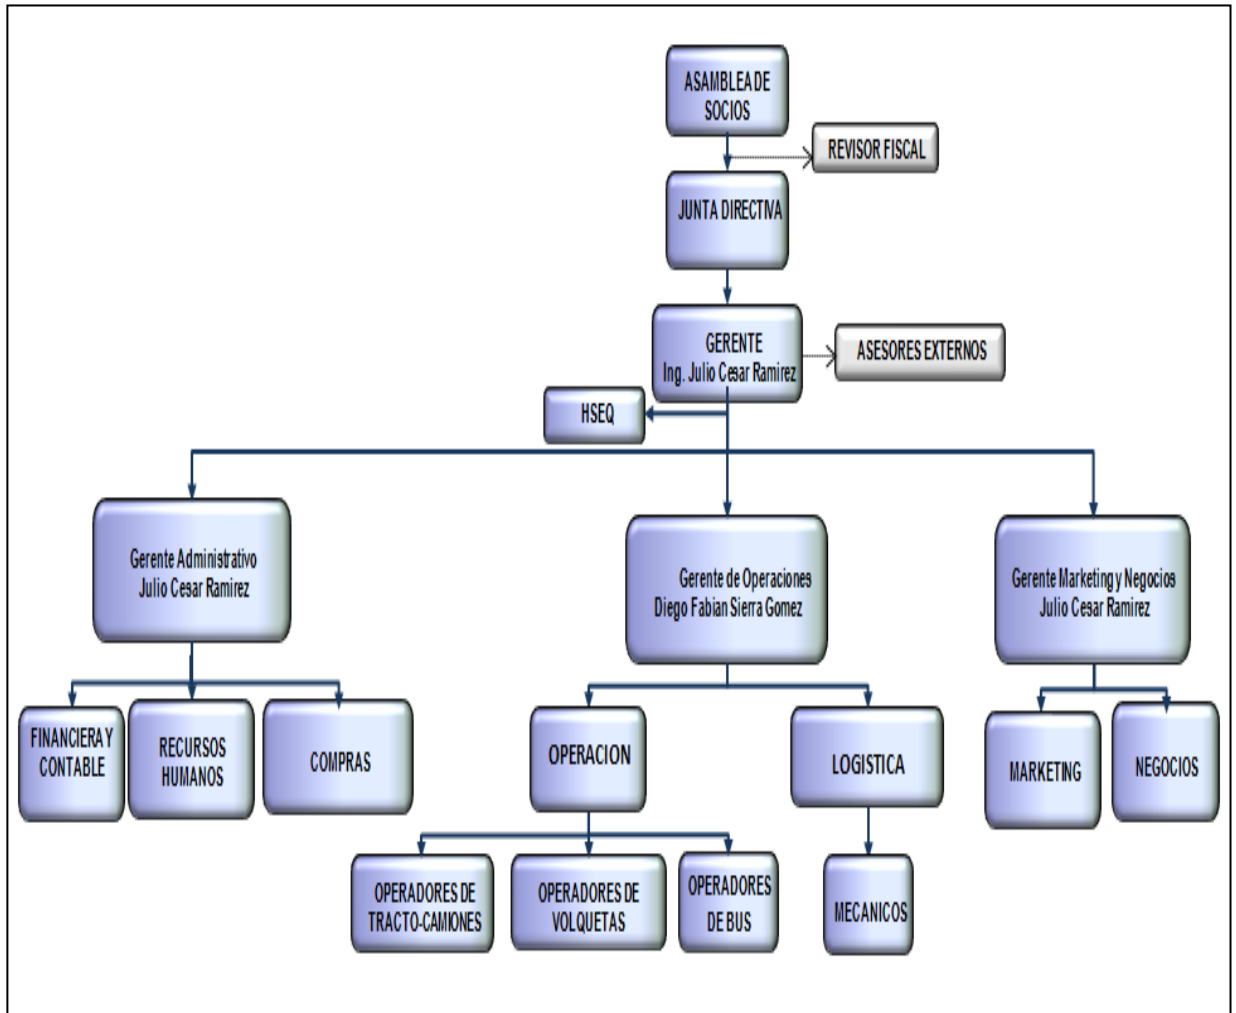 ASAMBLEA DE
SOCIOS
REVISOR FISCAL
JUNTA DIRECTIVA
GERENTE
Ing. Julio Cesar Ramirez
ASESORES EXTERNOS
HSEQ
Gerente Administrativo
Julio Cesar Ramirez
Gerente de Operaciones
Diego Fabian Sierra Gomez
Gerente Marketing y Negocios
Julio Cesar Ramirez
FINANCIERA Y
CONTABLE
RECURSOS
HUMANOS
COMPRAS
OPERACION
LOGISTICA
MARKETING
NEGOCIOS
OPERADORES DE
TRACTO-CAMIONES
OPERADORES DE
VOLQUETAS
OPERADORES
DE BUS
MECANICOS